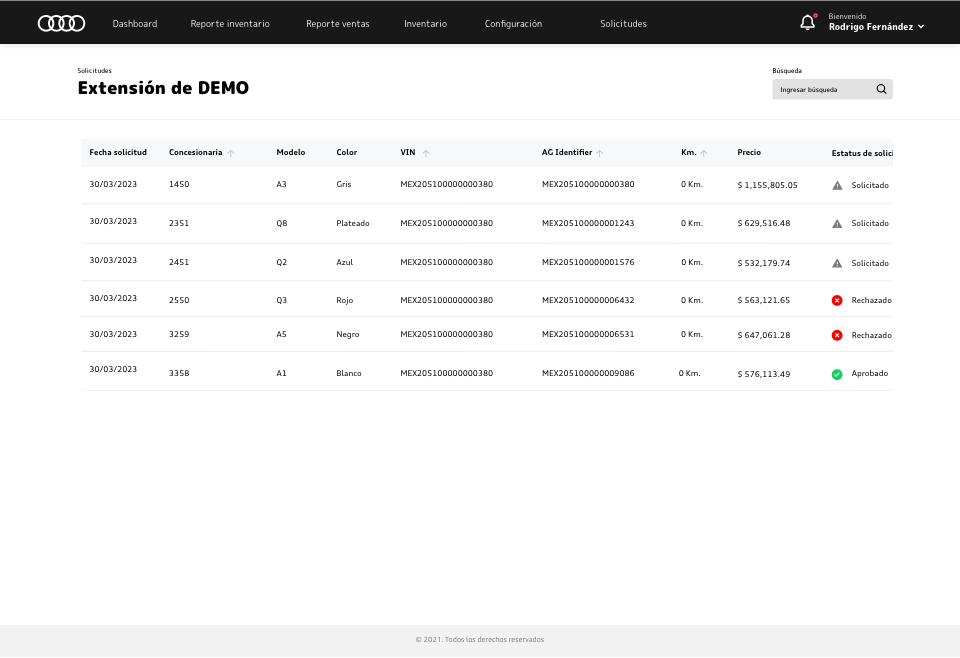 Dashboard Reporte inventario Reporte ventas Inventario Configuración Solicitudes Bienvenido
Rodrigo Fernández
Solicitudes
Extensión de DEMO
Búsqueda
Ingresar búsqueda
Fecha solicitud Concesionaria Modelo Color VIN AG Identifier Km. Precio Estatus de solici
30/03/2023 1450 A3 Gris MEX205100000000380 MEX205100000000380 0 Km. $ 1,155,805.05 Solicitado
30/03/2023 2351 Q8 Plateado MEX205100000000380 MEX205100000001243 0 Km. $ 629,516.48 Solicitado
30/03/2023 2451 Q2 Azul MEX205100000000380 MEX205100000001576 0 Km. $ 532,179.74 Solicitado
30/03/2023 2550 Q3 Rojo MEX205100000000380 MEX205100000006432 0 Km. $ 563,121.65 Rechazado
30/03/2023 3259 A5 Negro MEX205100000000380 MEX205100000006531 0 Km. $ 647,061.28 Rechazado
30/03/2023 3358 A1 Blanco MEX205100000000380 MEX205100000009086 0 Km. $ 576,113.49 Aprobado
© 2021. Todos los derechos reservados